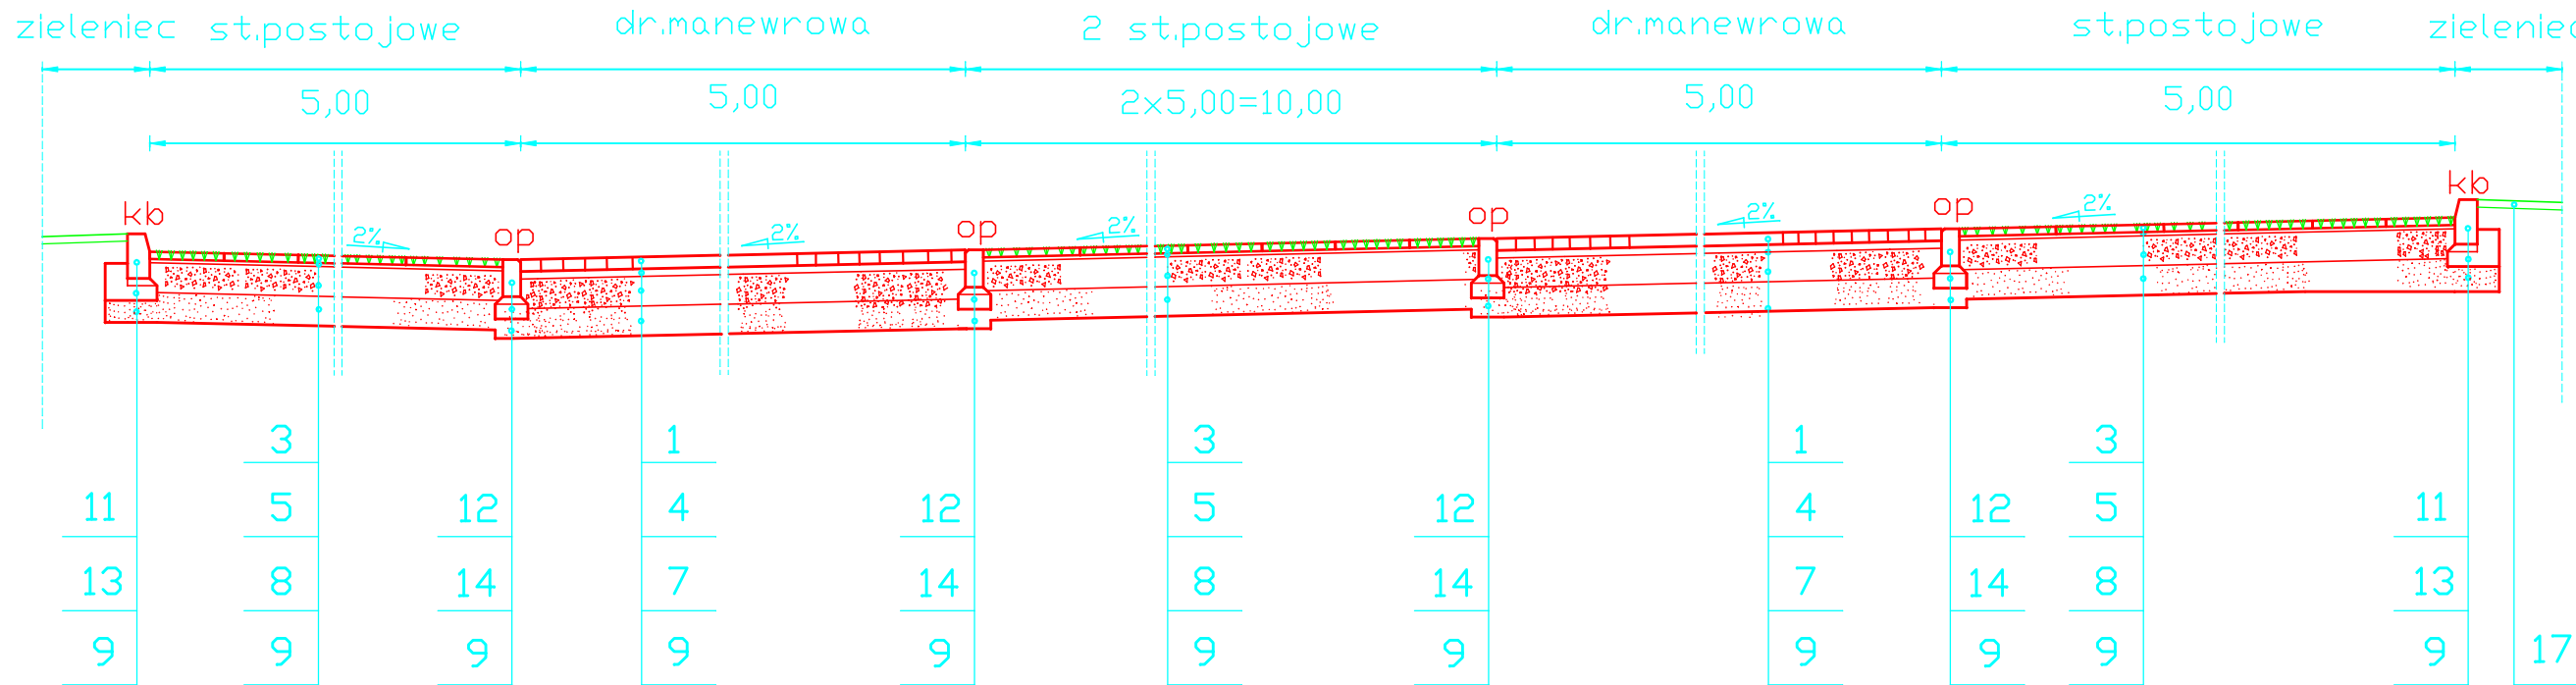 zieleniec st.postojowe dr.manewrowa 2 st.postojowe dr.manewrowa st.postojowe zieleniec
5,00 5,00 2x5,00=10,00 5,00 5,00
kb op op op op kb
2% 2% 2% 2% 2%
3 1 3 1 3
11 5 12 4 12 5 12 4 12 5 11
13 8 14 7 14 8 14 7 14 8 13
9 9 9 9 9 9 9 9 9 9 9 17